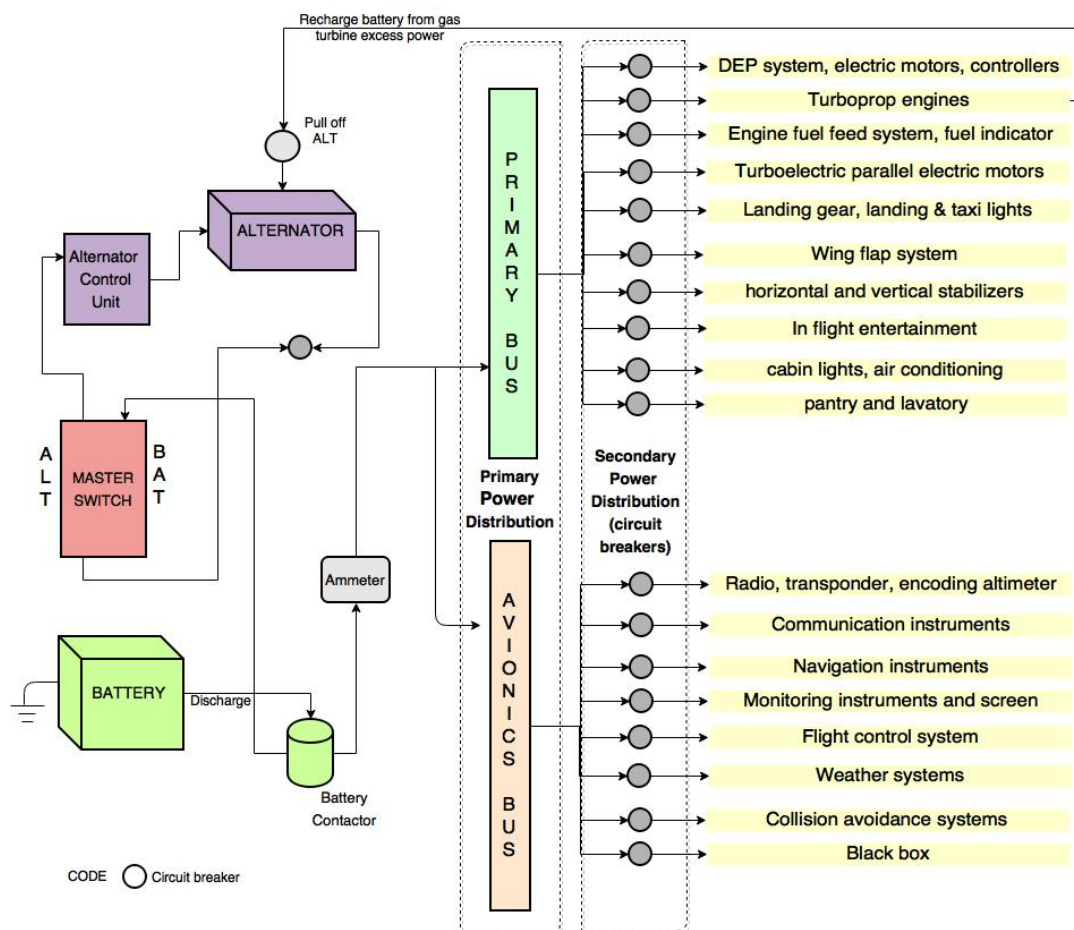 Recharge battery from gas
turbine excess power
Pull off
ALT
ALTERNATOR
Alternator
Control
Unit
ALT
MASTER
SWITCH
BAT
BATTERY
Discharge
Battery
Contactor
Ammeter
PRIMARY BUS
Primary
Power
Distribution
AVIONICS BUS
Secondary
Power
Distribution
(circuit
breakers)
DEP system, electric motors, controllers
Turboprop engines
Engine fuel feed system, fuel indicator
Turboelectric parallel electric motors
Landing gear, landing & taxi lights
Wing flap system
horizontal and vertical stabilizers
In flight entertainment
cabin lights, air conditioning
pantry and lavatory
Radio, transponder, encoding altimeter
Communication instruments
Navigation instruments
Monitoring instruments and screen
Flight control system
Weather systems
Collision avoidance systems
Black box
CODE Circuit breaker